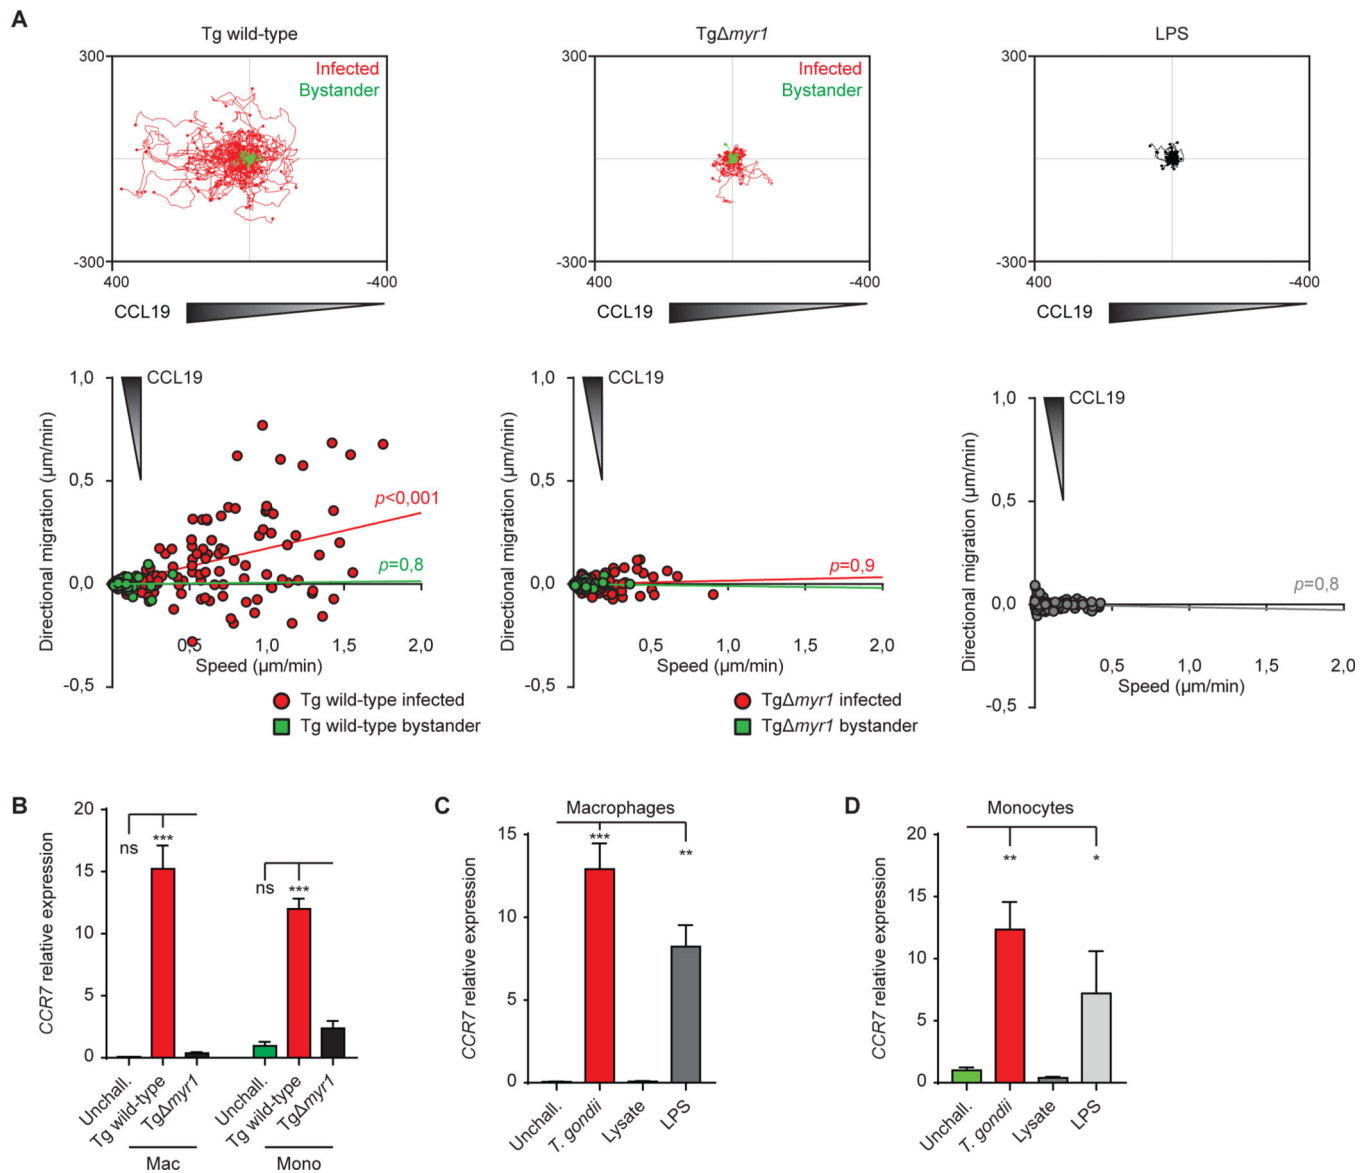 A
Tg wild-type
TgΔmyr1
LPS
300
Infected
Bystander
-300
400
-400
CCL19
300
Infected
Bystander
-300
400
-400
CCL19
300
-300
400
-400
CCL19
Directional migration (µm/min)
1,0
0,5
0,0
-0,5
CCL19
p<0,001
p=0,8
0,5
1,0
1,5
2,0
Speed (µm/min)
Tg wild-type infected
Tg wild-type bystander
Directional migration (µm/min)
1,0
0,5
0,0
-0,5
CCL19
p=0,9
0,5
1,0
1,5
2,0
Speed (µm/min)
TgΔmyr1 infected
TgΔmyr1 bystander
Directional migration (µm/min)
1,0
0,5
0,0
-0,5
CCL19
p=0,8
0,5
1,0
1,5
2,0
Speed (µm/min)
B
CCR7 relative expression
20
15
10
5
0
ns
***
ns
***
Unchall.
Tg wild-type
TgΔmyr1
Unchall.
Tg wild-type
TgΔmyr1
Mac
Mono
C
Macrophages
CCR7 relative expression
15
10
5
0
***
**
Unchall.
T. gondii
Lysate
LPS
D
Monocytes
CCR7 relative expression
20
15
10
5
0
**
*
Unchall.
T. gondii
Lysate
LPS